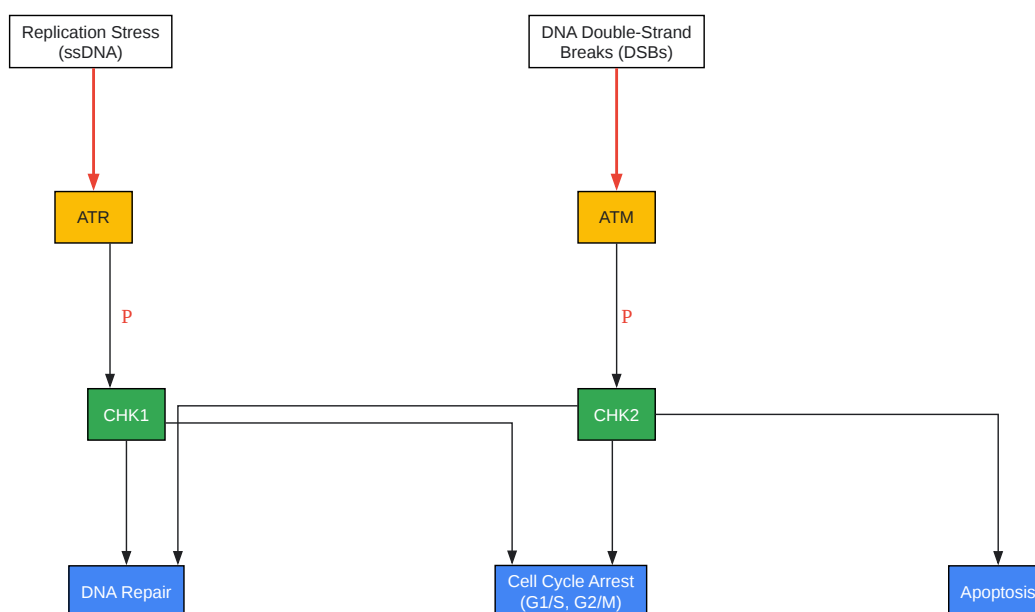 Replication Stress
(ssDNA)
DNA Double-Strand
Breaks (DSBs)
ATR
ATM
P
P
CHK1
CHK2
DNA Repair
Cell Cycle Arrest
(G1/S, G2/M)
Apoptosis